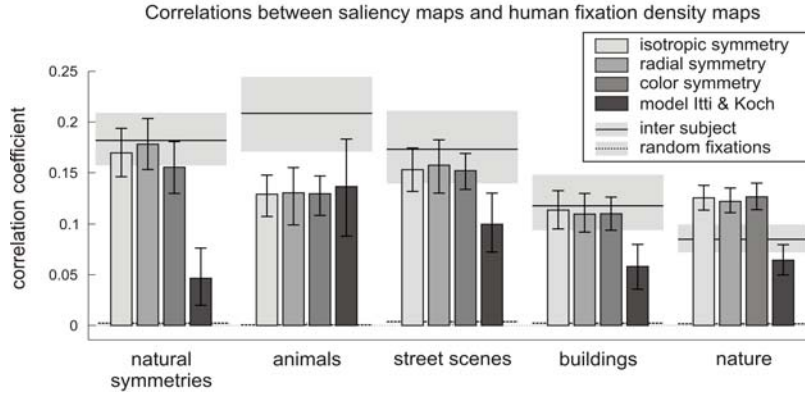 Correlations between saliency maps and human fixation density maps
isotropic symmetry
radial symmetry
color symmetry
model Itti & Koch
inter subject
random fixations
correlation coefficient
0.25
0.2
0.15
0.1
0.05
0
natural
symmetries
animals
street scenes
buildings
nature